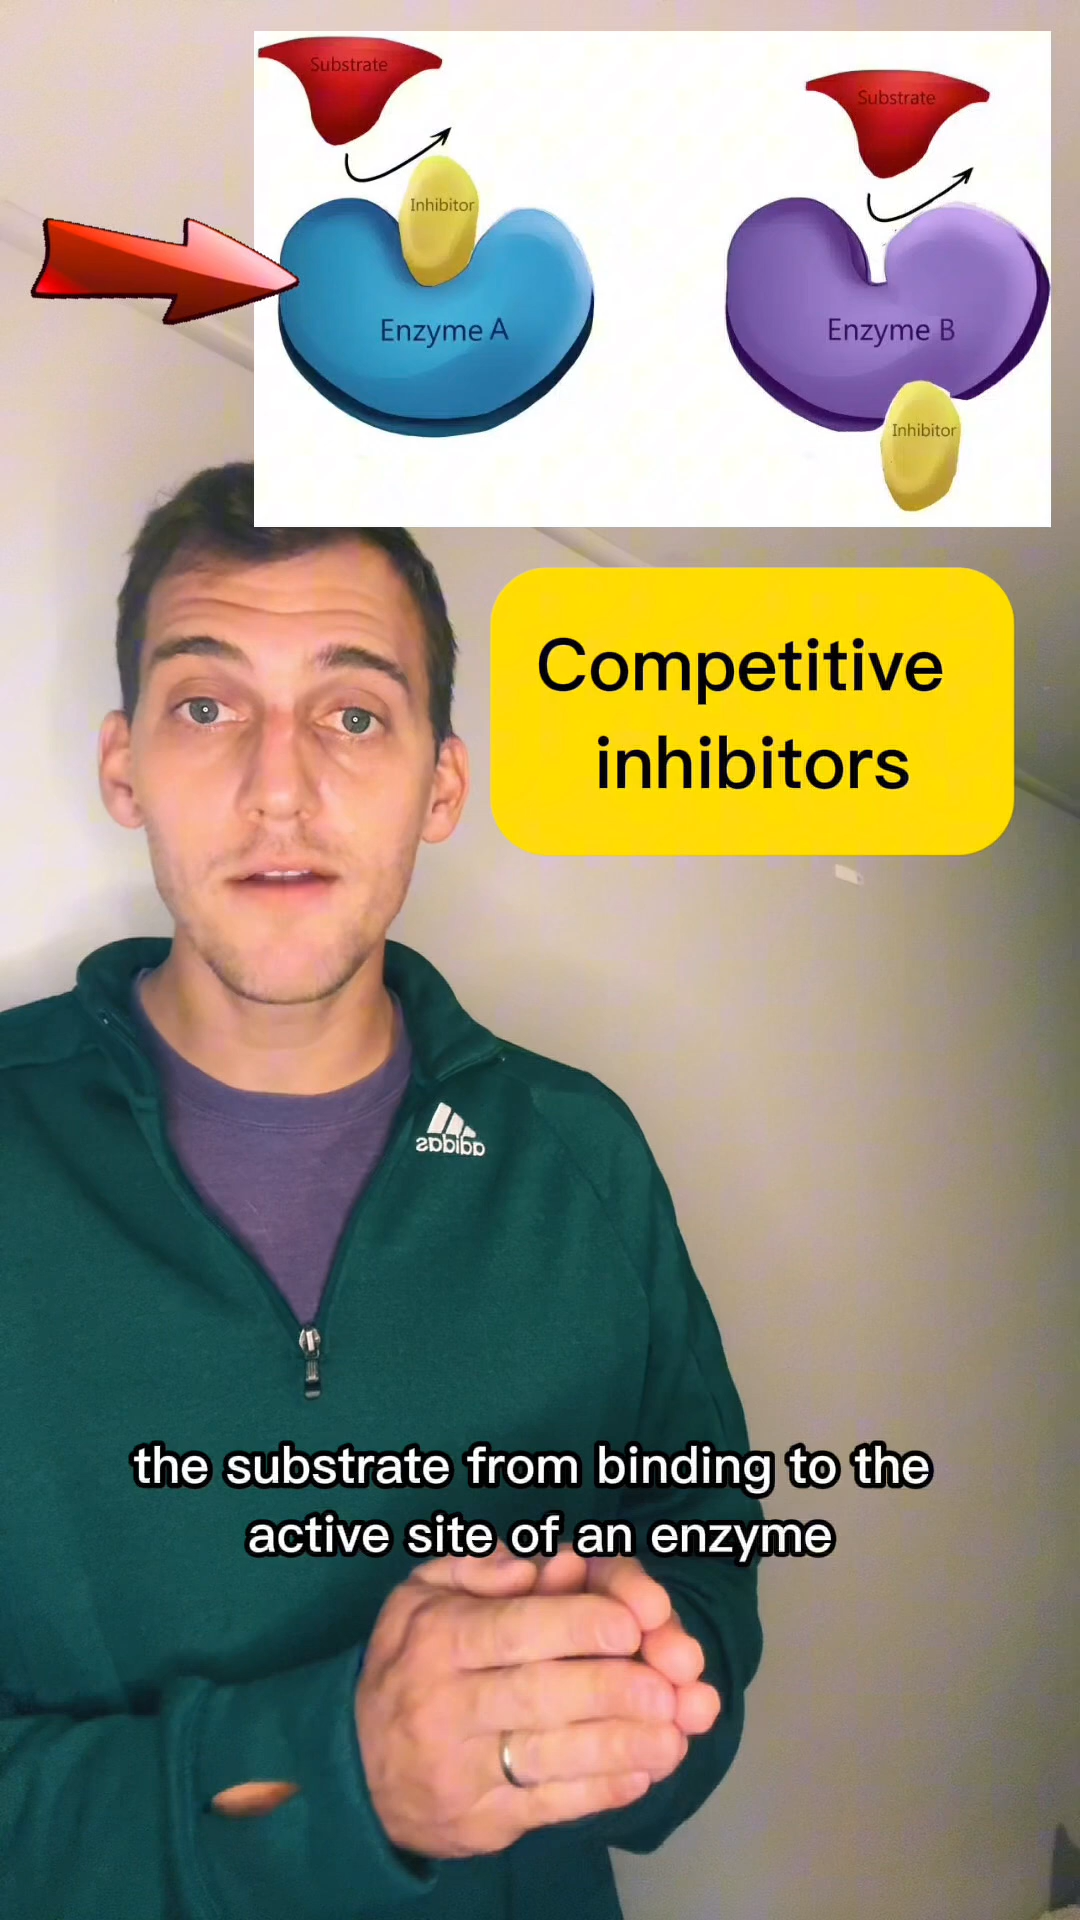 Substrate
Substrate
Inhibitor
Enzyme A
Enzyme B
Inhibitor
Competitive
inhibitors
adidas
the substrate from binding to the
active site of an enzyme